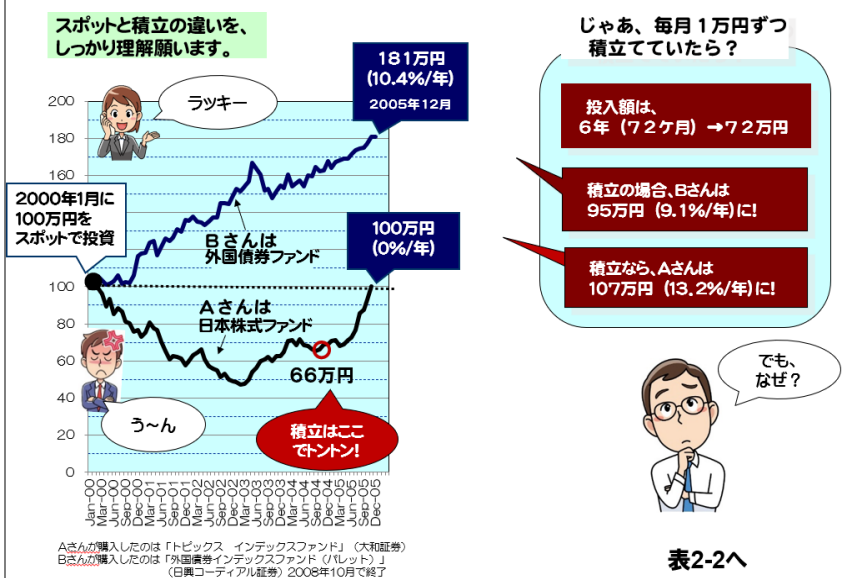 スポットと積立の違いを、
しっかり理解願います。
181万円
(10.4%/年)
2005年12月
ラッキー
200
180
160
100
80
60
40
20
0
2000年1月に
100万円を
スポットで投資
Bさんは
外国債券ファンド
100万円
(0%/年)
Aさんは
日本株式ファンド
66万円
う～ん
積立はここ
でトントン!
Jan-00
Mar-00
Jun-00
Sep-00
Dec-00
Mar-01
Jun-01
Sep-01
Dec-01
Mar-02
Jun-02
Sep-02
Dec-02
Mar-03
Jun-03
Sep-03
Dec-03
Mar-04
Jun-04
Sep-04
Dec-04
Mar-05
Jun-05
Sep-05
Dec-05
Aさんが購入したのは「トピックス　インデックスファンド」（大和証券）
Bさんが購入したのは「外国債券インデックスファンド（パレット）」
（日興コーディアル証券）2008年10月で終了
じゃあ、毎月１万円ずつ
積立てていたら？
投入額は、
６年（７２ケ月）→７２万円
積立の場合、Bさんは
95万円（9.1%/年）に!
積立なら、Aさんは
107万円（13.2%/年）に!
でも、
なぜ？
表2-2へ